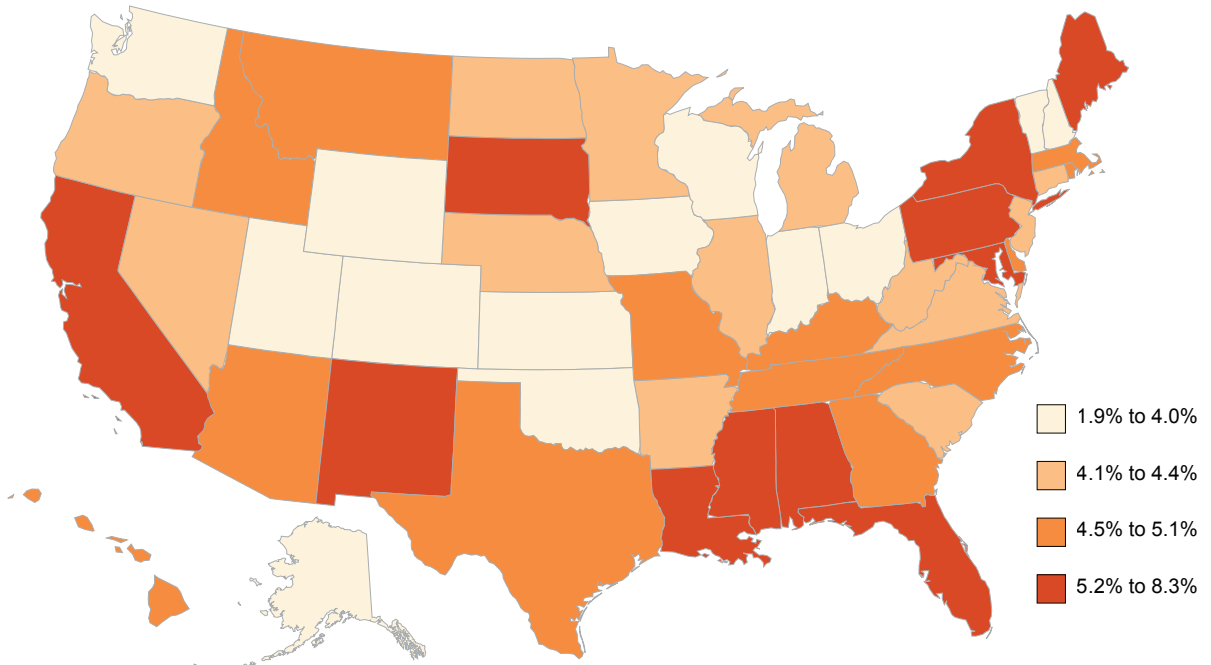 1.9% to 4.0%
4.1% to 4.4%
4.5% to 5.1%
5.2% to 8.3%